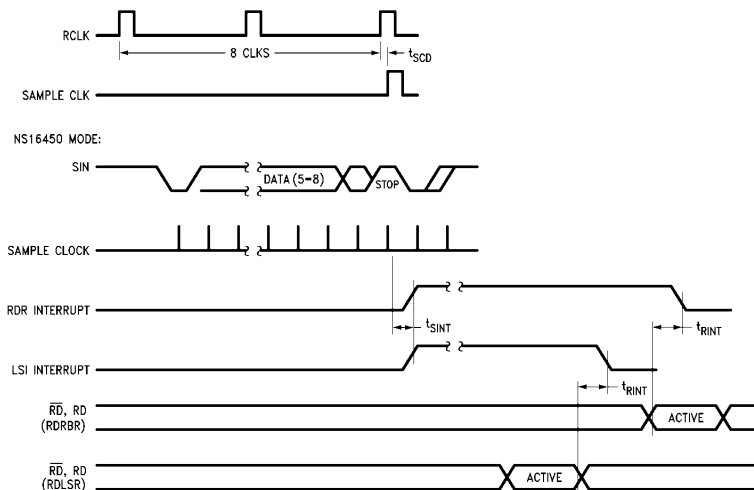 RCLK
8 CLKS
tSCD
SAMPLE CLK
NS16450 MODE:
SIN
DATA (5-8)
STOP
SAMPLE CLOCK
RDR INTERRUPT
tSINT
tRINT
LSI INTERRUPT
tRINT
RD, RD
(RDRBR)
ACTIVE
RD, RD
(RDLSR)
ACTIVE